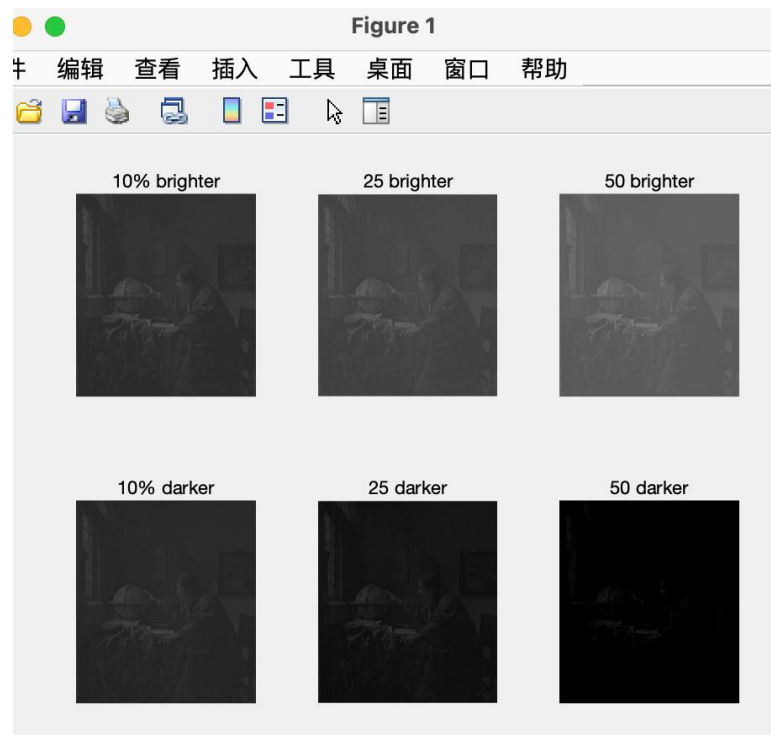 Figure 1
编辑 查看 插入 工具 桌面 窗口 帮助
10% brighter 25 brighter 50 brighter
10% darker 25 darker 50 darker